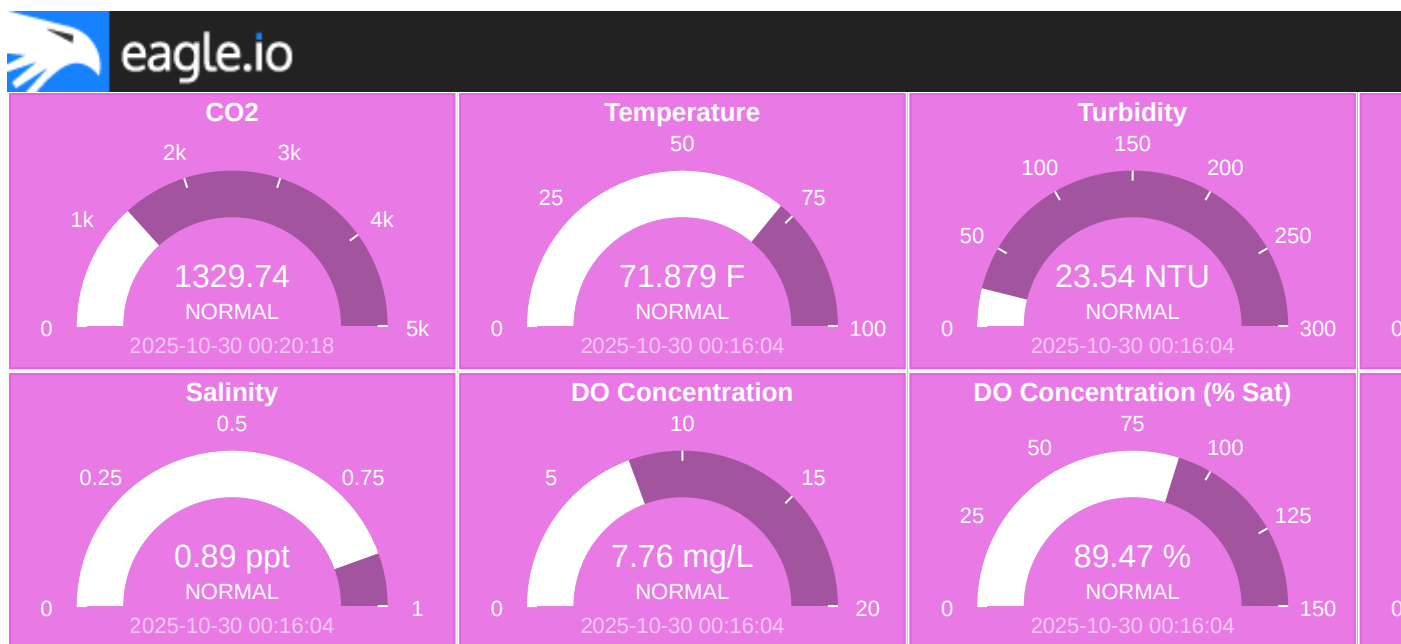 eagle.io
CO2
0
1k
2k
3k
4k
5k
1329.74
NORMAL
2025-10-30 00:20:18
Temperature
0
25
50
75
100
71.879 F
NORMAL
2025-10-30 00:16:04
Turbidity
0
50
100
150
200
250
300
23.54 NTU
NORMAL
2025-10-30 00:16:04
0
Salinity
0
0.25
0.5
0.75
1
0.89 ppt
NORMAL
2025-10-30 00:16:04
DO Concentration
0
5
10
15
20
7.76 mg/L
NORMAL
2025-10-30 00:16:04
DO Concentration (% Sat)
0
25
50
75
100
125
150
89.47 %
NORMAL
2025-10-30 00:16:04
0